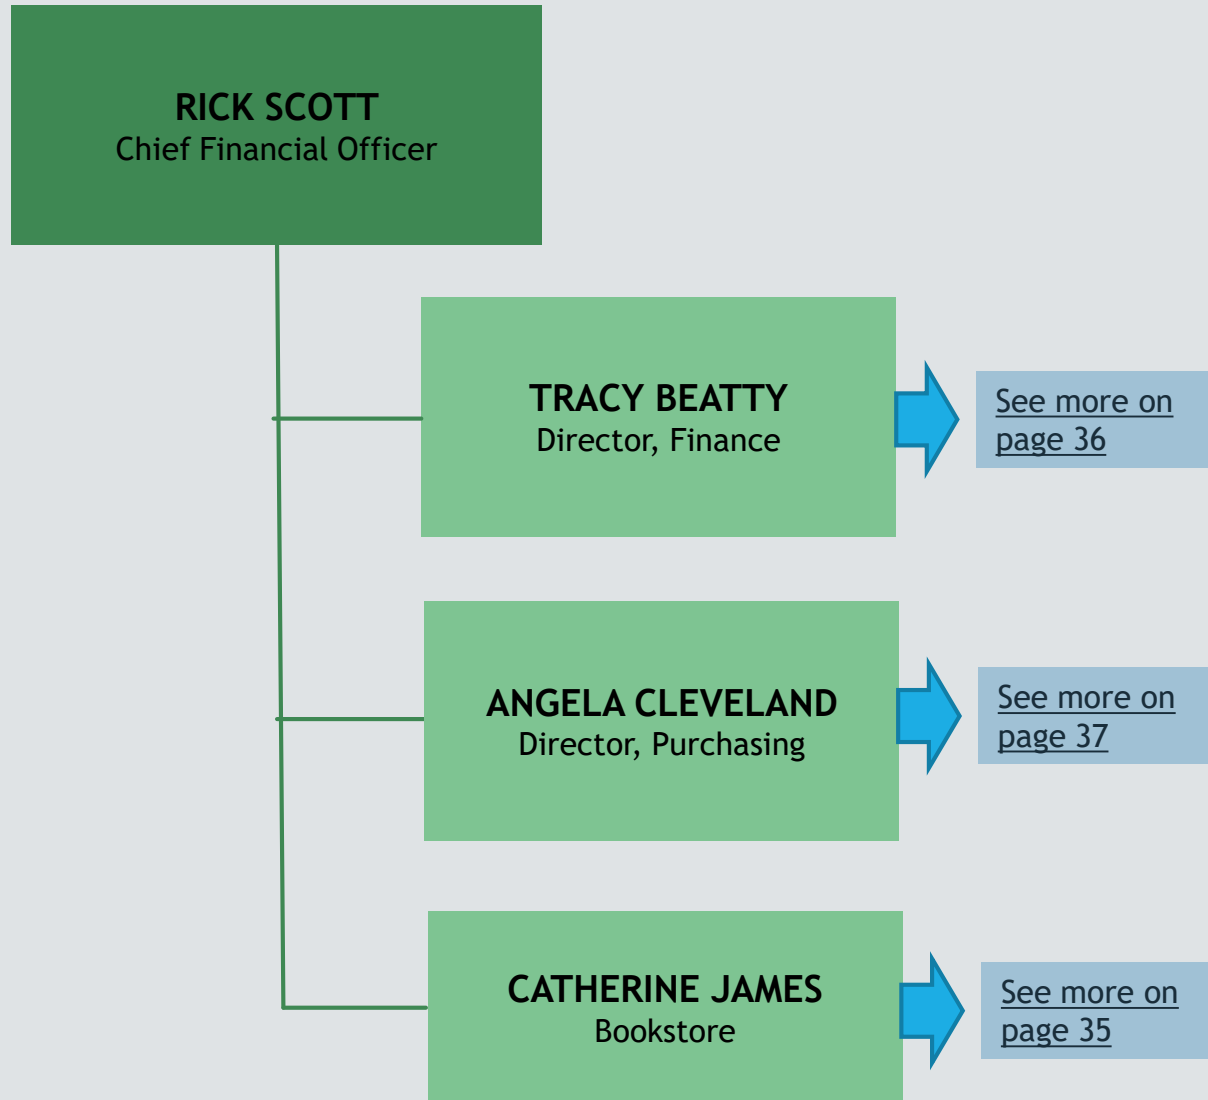 RICK SCOTT
Chief Financial Officer
TRACY BEATTY
Director, Finance
See more on
page 36
ANGELA CLEVELAND
Director, Purchasing
See more on
page 37
CATHERINE JAMES
Bookstore
See more on
page 35